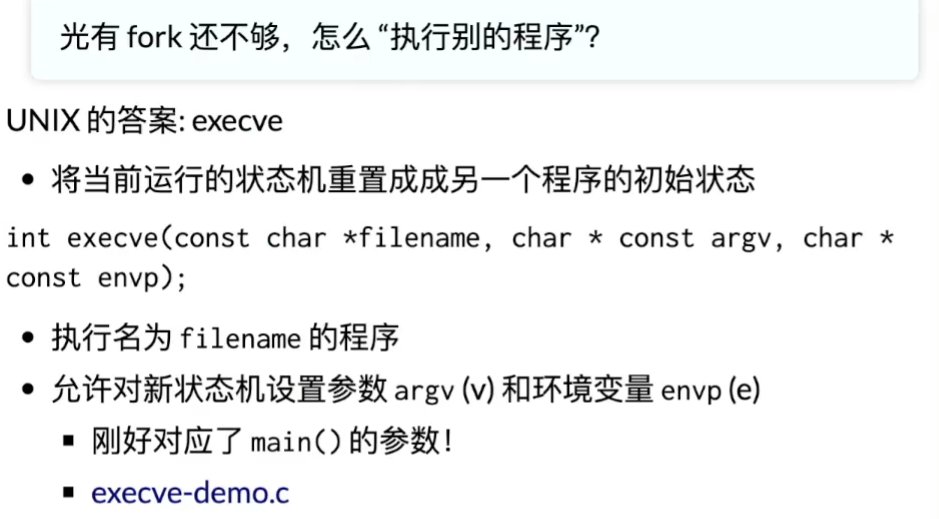 光有 fork 还不够，怎么 “执行别的程序”？
UNIX 的答案: execve
• 将当前运行的状态机重置成成另一个程序的初始状态
int execve(const char *filename, char * const argv, char *
const envp);
• 执行名为 filename 的程序
• 允许对新状态机设置参数 argv (v) 和环境变量 envp (e)
▪ 刚好对应了 main() 的参数！
▪ execve-demo.c